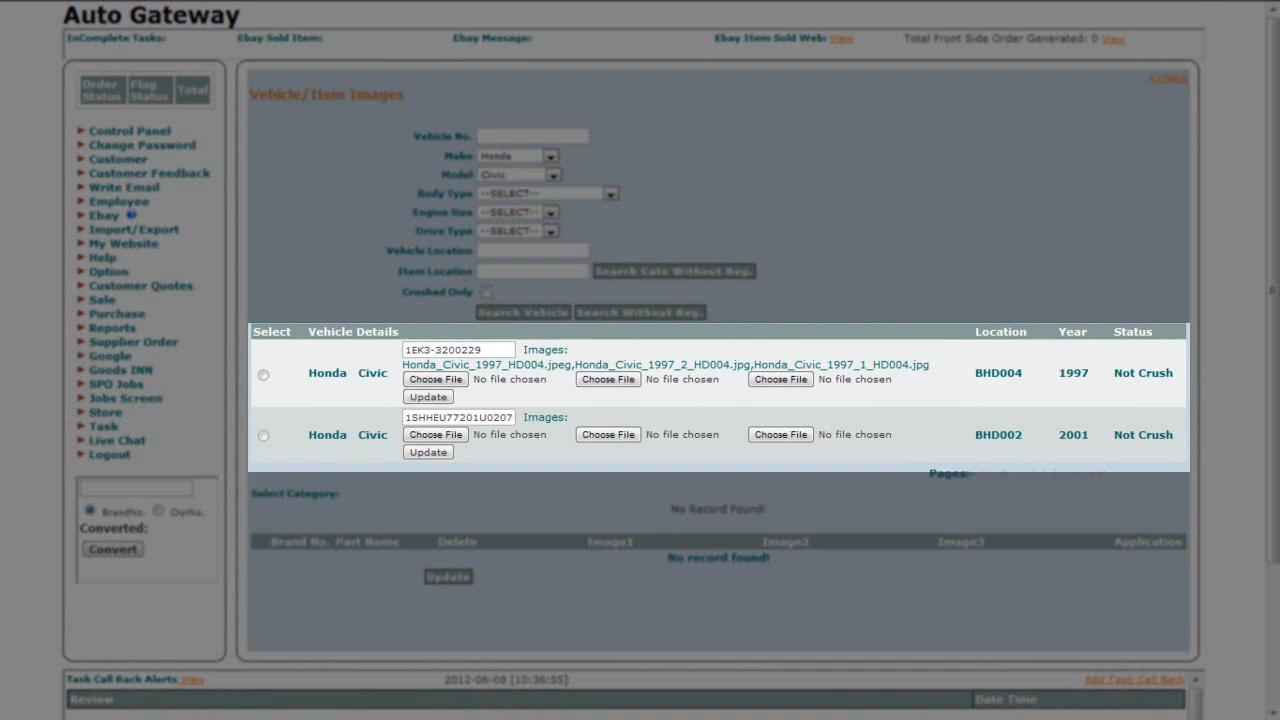 Auto Gateway
InComplete Tasks: Ebay Sold Item: Ebay Message: Ebay Item Sold Web: View Total Front Side Order Generated: 0 View
Order Status Flag Status Total
Control Panel
Change Password
Customer
Customer Feedback
Write Email
Employee
Ebay
Import/Export
My Website
Help
Option
Customer Quotes
Sale
Purchase
Reports
Supplier Order
Google
Goods INN
SPO Jobs
Jobs Screen
Store
Task
Live Chat
Logout
BrandNo. OurNo.
Converted:
Convert
<<Back
Vehicle/Item Images
Vehicle No.
Make Honda
Model Civic
Body Type --SELECT--
Engine Size --SELECT--
Drive Type --SELECT--
Vehicle Location
Item Location Search Cats Without Reg.
Crushed Only
Search Vehicle Search Without Reg.
Select Vehicle Details Location Year Status
1EK3-3200229 Images:
Honda_Civic_1997_HD004.jpeg,Honda_Civic_1997_2_HD004.jpg,Honda_Civic_1997_1_HD004.jpg
Honda Civic Choose File No file chosen Choose File No file chosen Choose File No file chosen BHD004 1997 Not Crush
Update
1SHHEU77201U0207 Images:
Honda Civic Choose File No file chosen Choose File No file chosen Choose File No file chosen BHD002 2001 Not Crush
Update
Pages:-
Select Category:
No Record Found!
Brand No. Part Name Delete Image1 Image2 Image3 Application
No record found!
Update
Task Call Back Alerts View 2012-06-08 [10:36:55] Add Task Call Back
Review Date Time